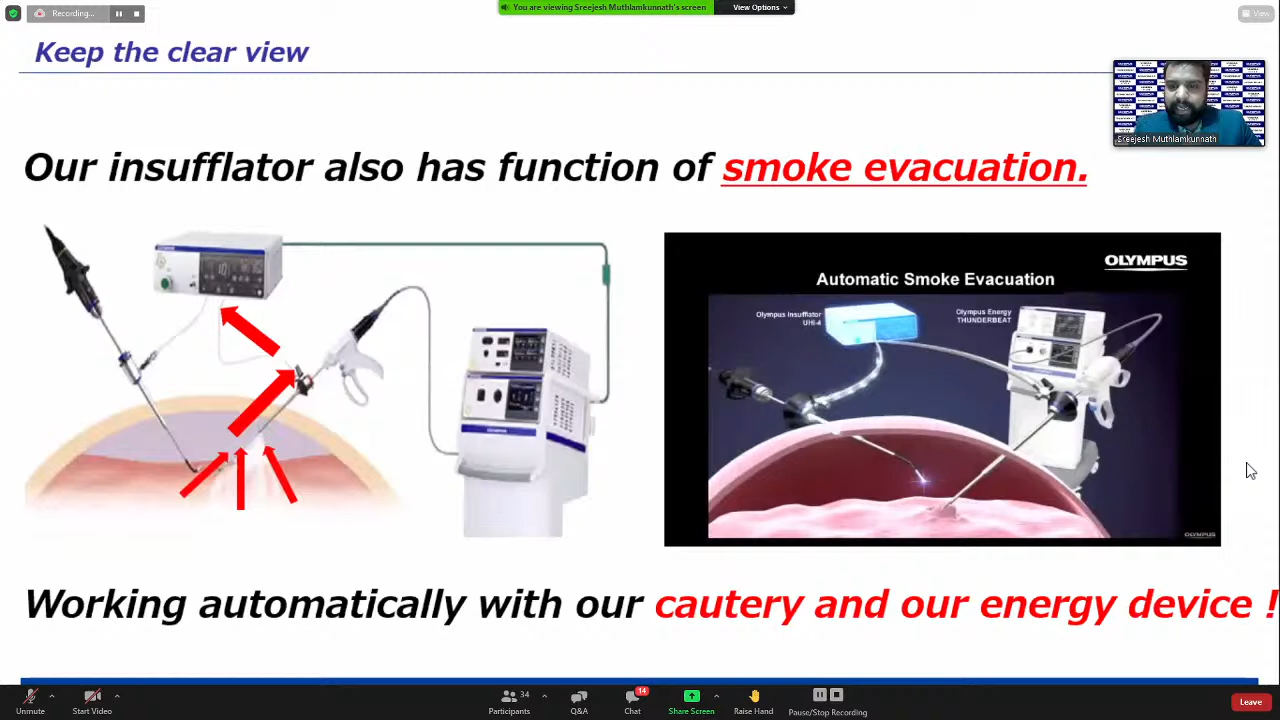 Recording...
You are viewing Sreejesh Muthlamkunnath's screen
View Options
View
Keep the clear view
Sreejesh Muthlamkunnath
Our insufflator also has function of smoke evacuation.
OLYMPUS
Automatic Smoke Evacuation
Olympus Insufflator
UHI-4
Olympus Energy
THUNDERBEAT
OLYMPUS
Working automatically with our cautery and our energy device !
Unmute
Start Video
34
Participants
Q&A
14
Chat
Share Screen
Raise Hand
Pause/Stop Recording
Leave